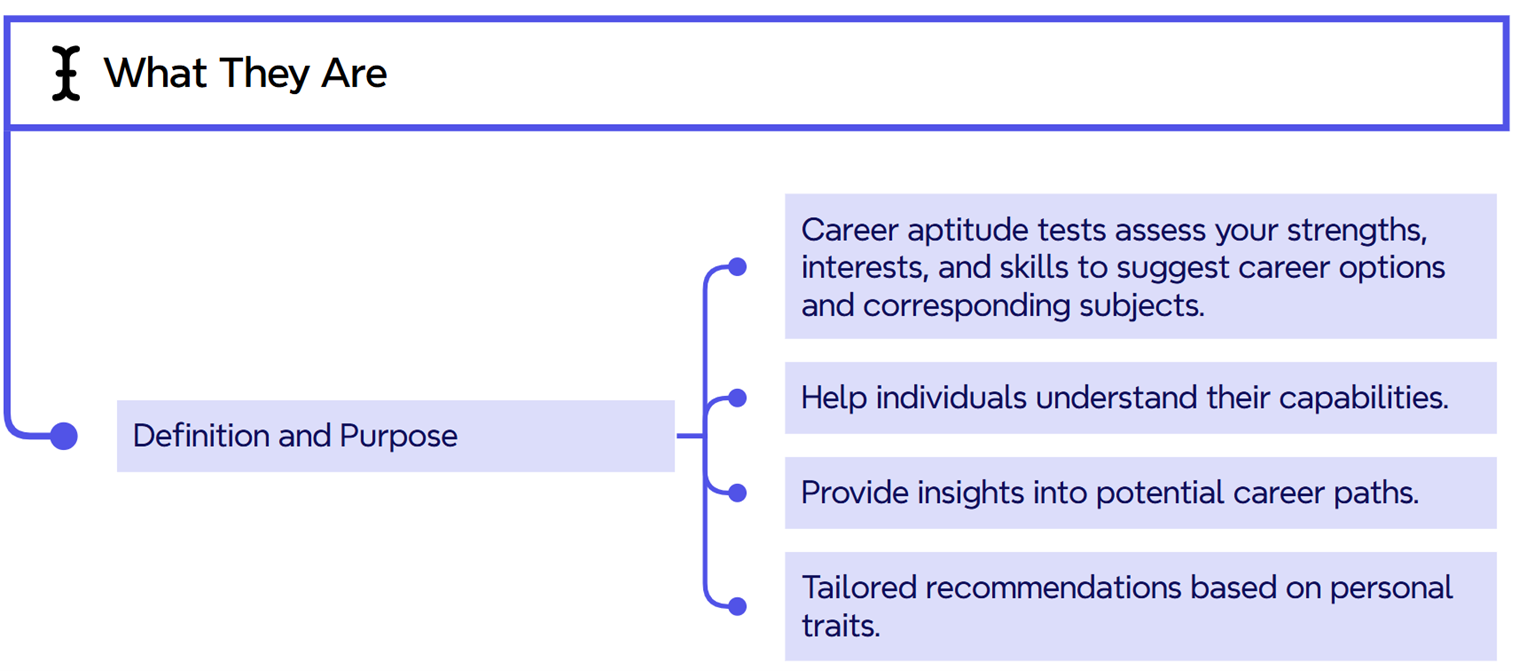 What They Are
Definition and Purpose
Career aptitude tests assess your strengths,
interests, and skills to suggest career options
and corresponding subjects.
Help individuals understand their capabilities.
Provide insights into potential career paths.
Tailored recommendations based on personal
traits.